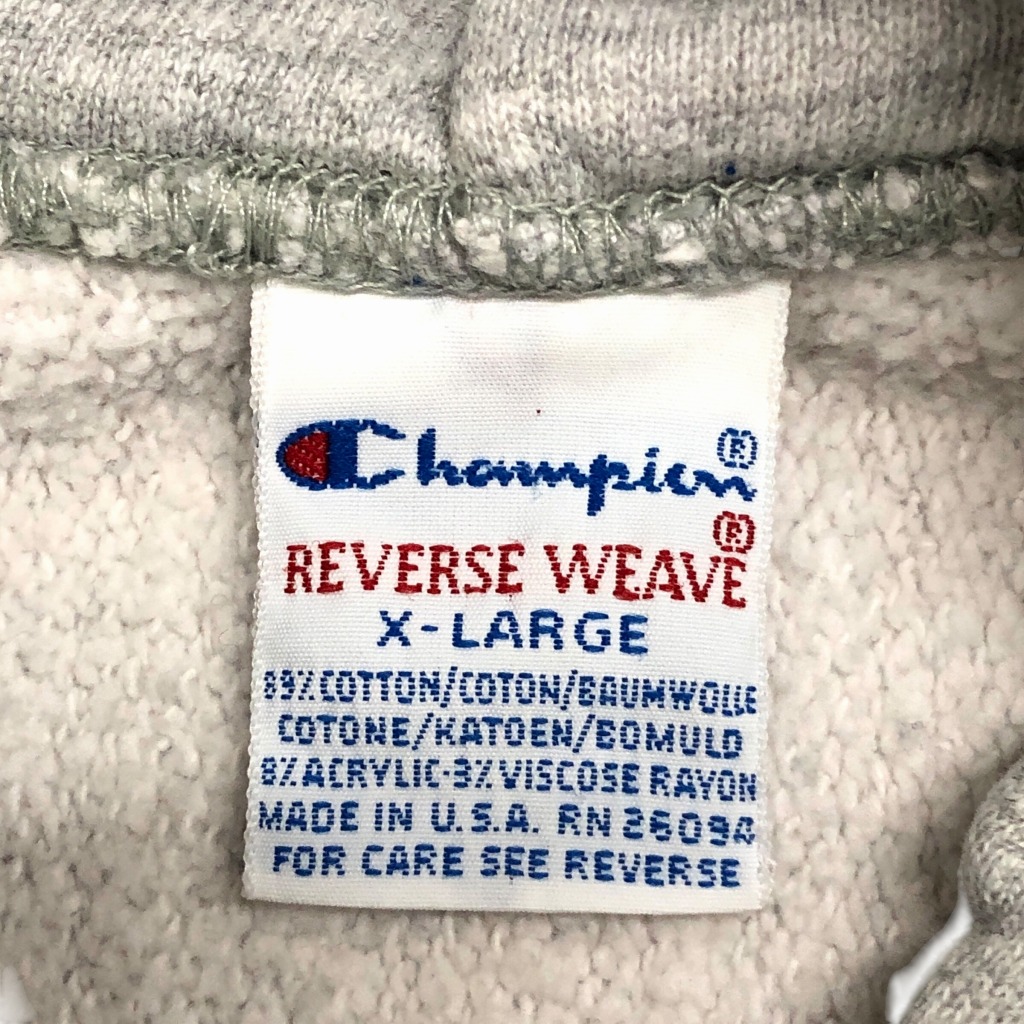 Champion®
REVERSE WEAVE®
X-LARGE
89%COTTON/COTON/BAUMWOLLE
COTONE/KATOEN/BOMULD
8%ACRYLIC-3%VISCOSE RAYON
MADE IN U.S.A. RN 26094
FOR CARE SEE REVERSE